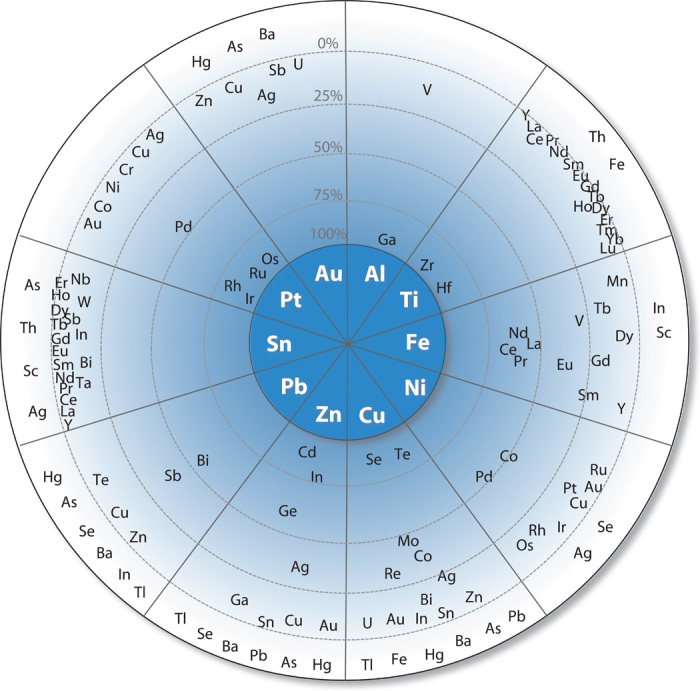 0%
25%
50%
75%
100%
Au
Al
Ti
Fe
Ni
Cu
Zn
Pb
Sn
Pt
V
Ga
Zr
Hf
Y
La
Ce
Pr
Nd
Sm
Eu
Gd
Tb
Ho
Dy
Er
Tm
Yb
Lu
Th
Fe
Mn
Tb
V
Dy
In
Sc
Nd
La
Ce
Pr
Eu
Gd
Sm
Y
Co
Pd
Ru
Pt
Au
Cu
Rh
Ir
Os
Se
Ag
Se
Te
Mo
Co
Re
Ag
Bi
Zn
U
Au
In
Sn
Tl
Fe
Hg
Ba
As
Pb
Cd
In
Ge
Ag
Ga
Sn
Cu
Au
Tl
Se
Ba
Pb
As
Hg
Bi
Sb
Te
Cu
Zn
Hg
As
Se
Ba
In
Tl
As
Th
Sc
Ag
Er
Nb
Ho
W
Dy
Sb
Tb
In
Gd
Eu
Sm
Bi
Nd
Ta
Pr
Ce
La
Y
Ag
Cu
Cr
Ni
Co
Au
Pd
Os
Ru
Rh
Ir
Ba
As
Hg
Sb
U
Cu
Zn
Ag